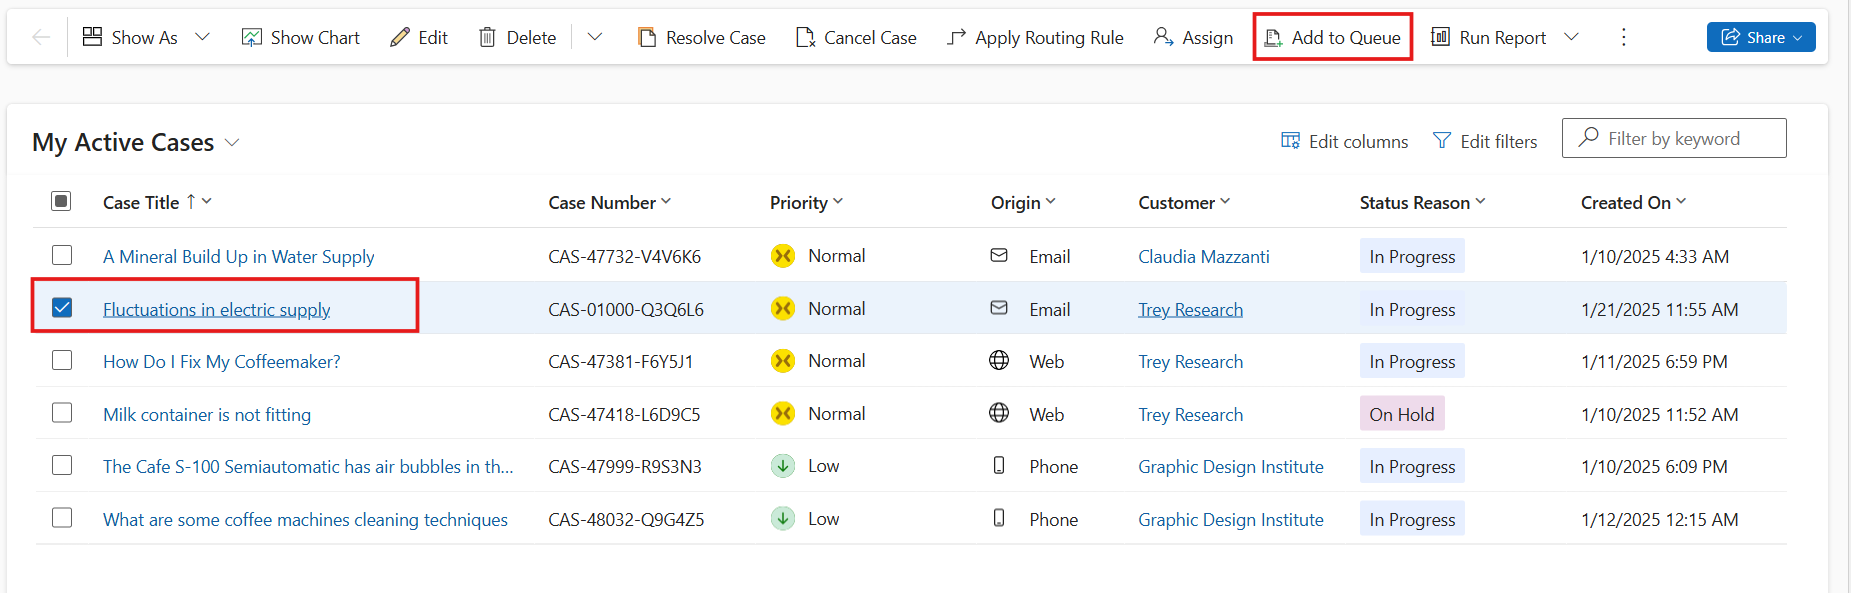 Show As Show Chart Edit Delete Resolve Case Cancel Case Apply Routing Rule Assign Add to Queue Run Report Share
My Active Cases Edit columns Edit filters Filter by keyword
Case Title Case Number Priority Origin Customer Status Reason Created On
A Mineral Build Up in Water Supply CAS-47732-V4V6K6 Normal Email Claudia Mazzanti In Progress 1/10/2025 4:33 AM
Fluctuations in electric supply CAS-01000-Q3Q6L6 Normal Email Trey Research In Progress 1/21/2025 11:55 AM
How Do I Fix My Coffeemaker? CAS-47381-F6Y5J1 Normal Web Trey Research In Progress 1/11/2025 6:59 PM
Milk container is not fitting CAS-47418-L6D9C5 Normal Web Trey Research On Hold 1/10/2025 11:52 AM
The Cafe S-100 Semiautomatic has air bubbles in th... CAS-47999-R9S3N3 Low Phone Graphic Design Institute In Progress 1/10/2025 6:09 PM
What are some coffee machines cleaning techniques CAS-48032-Q9G4Z5 Low Phone Graphic Design Institute In Progress 1/12/2025 12:15 AM